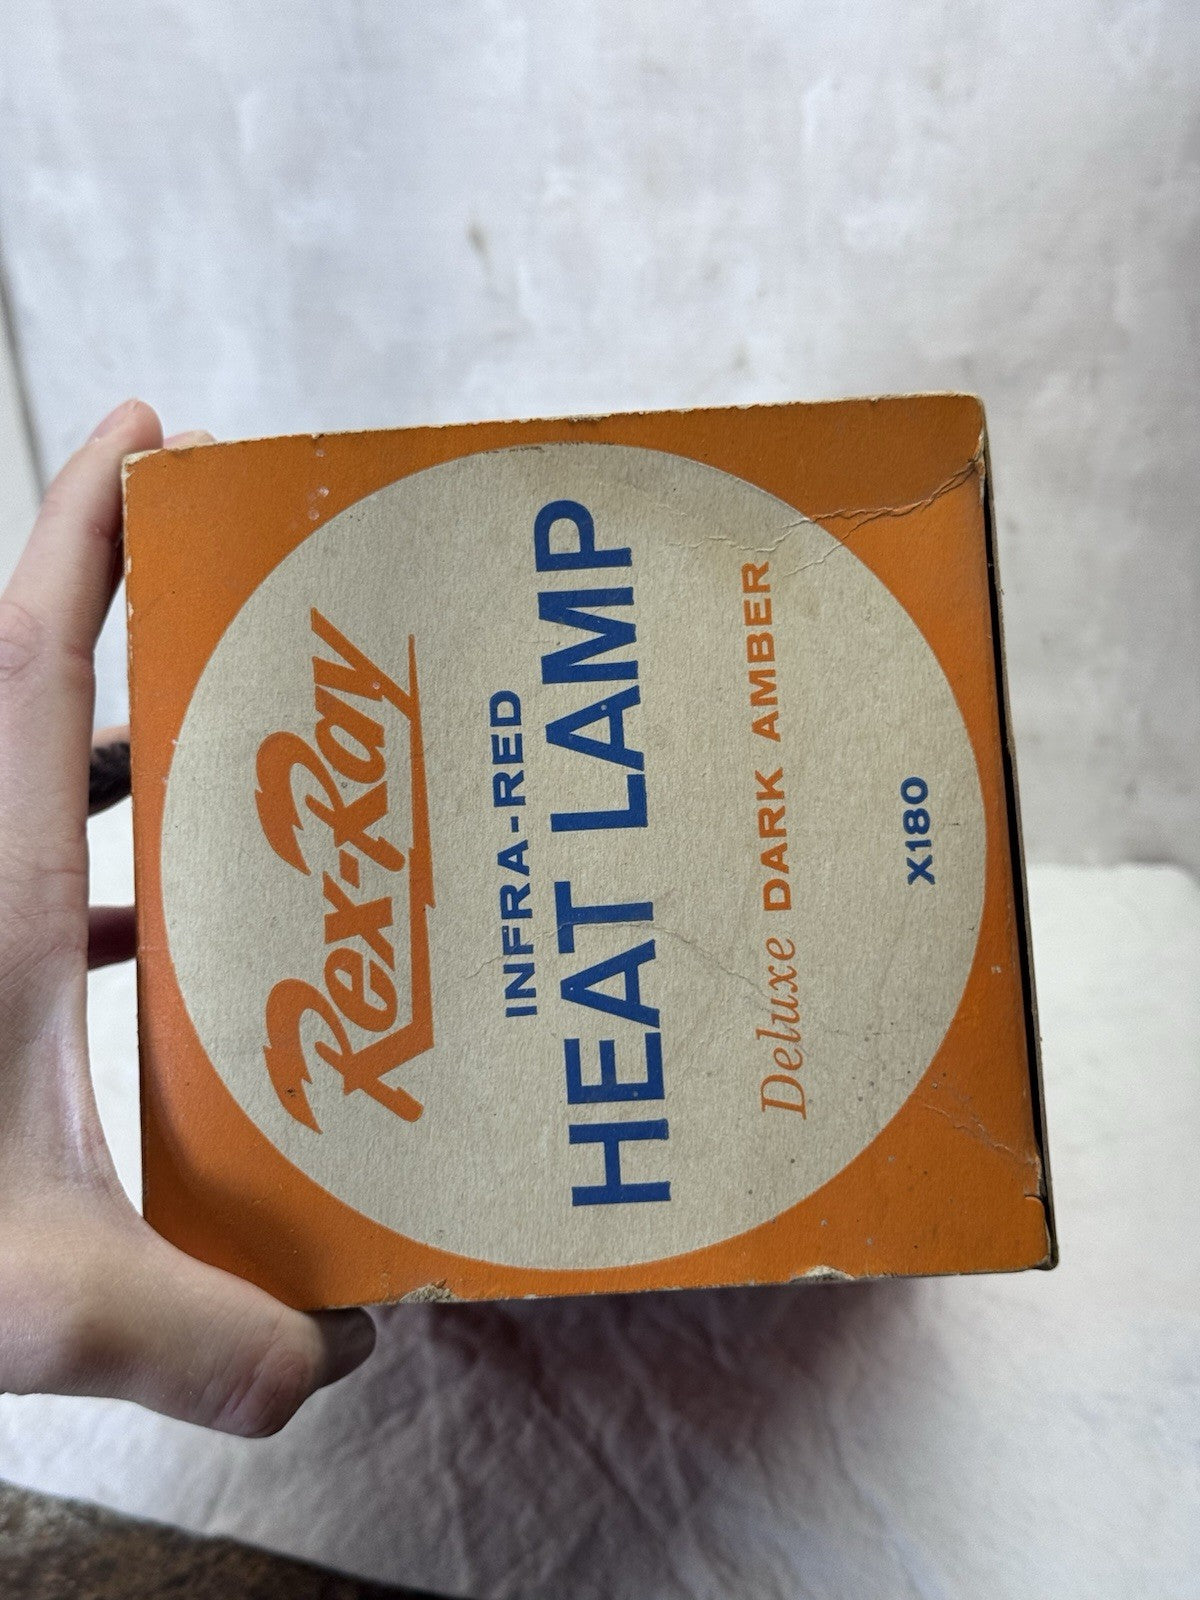 Rex-Ray
INFRA-RED
HEAT LAMP
Deluxe DARK AMBER
X180